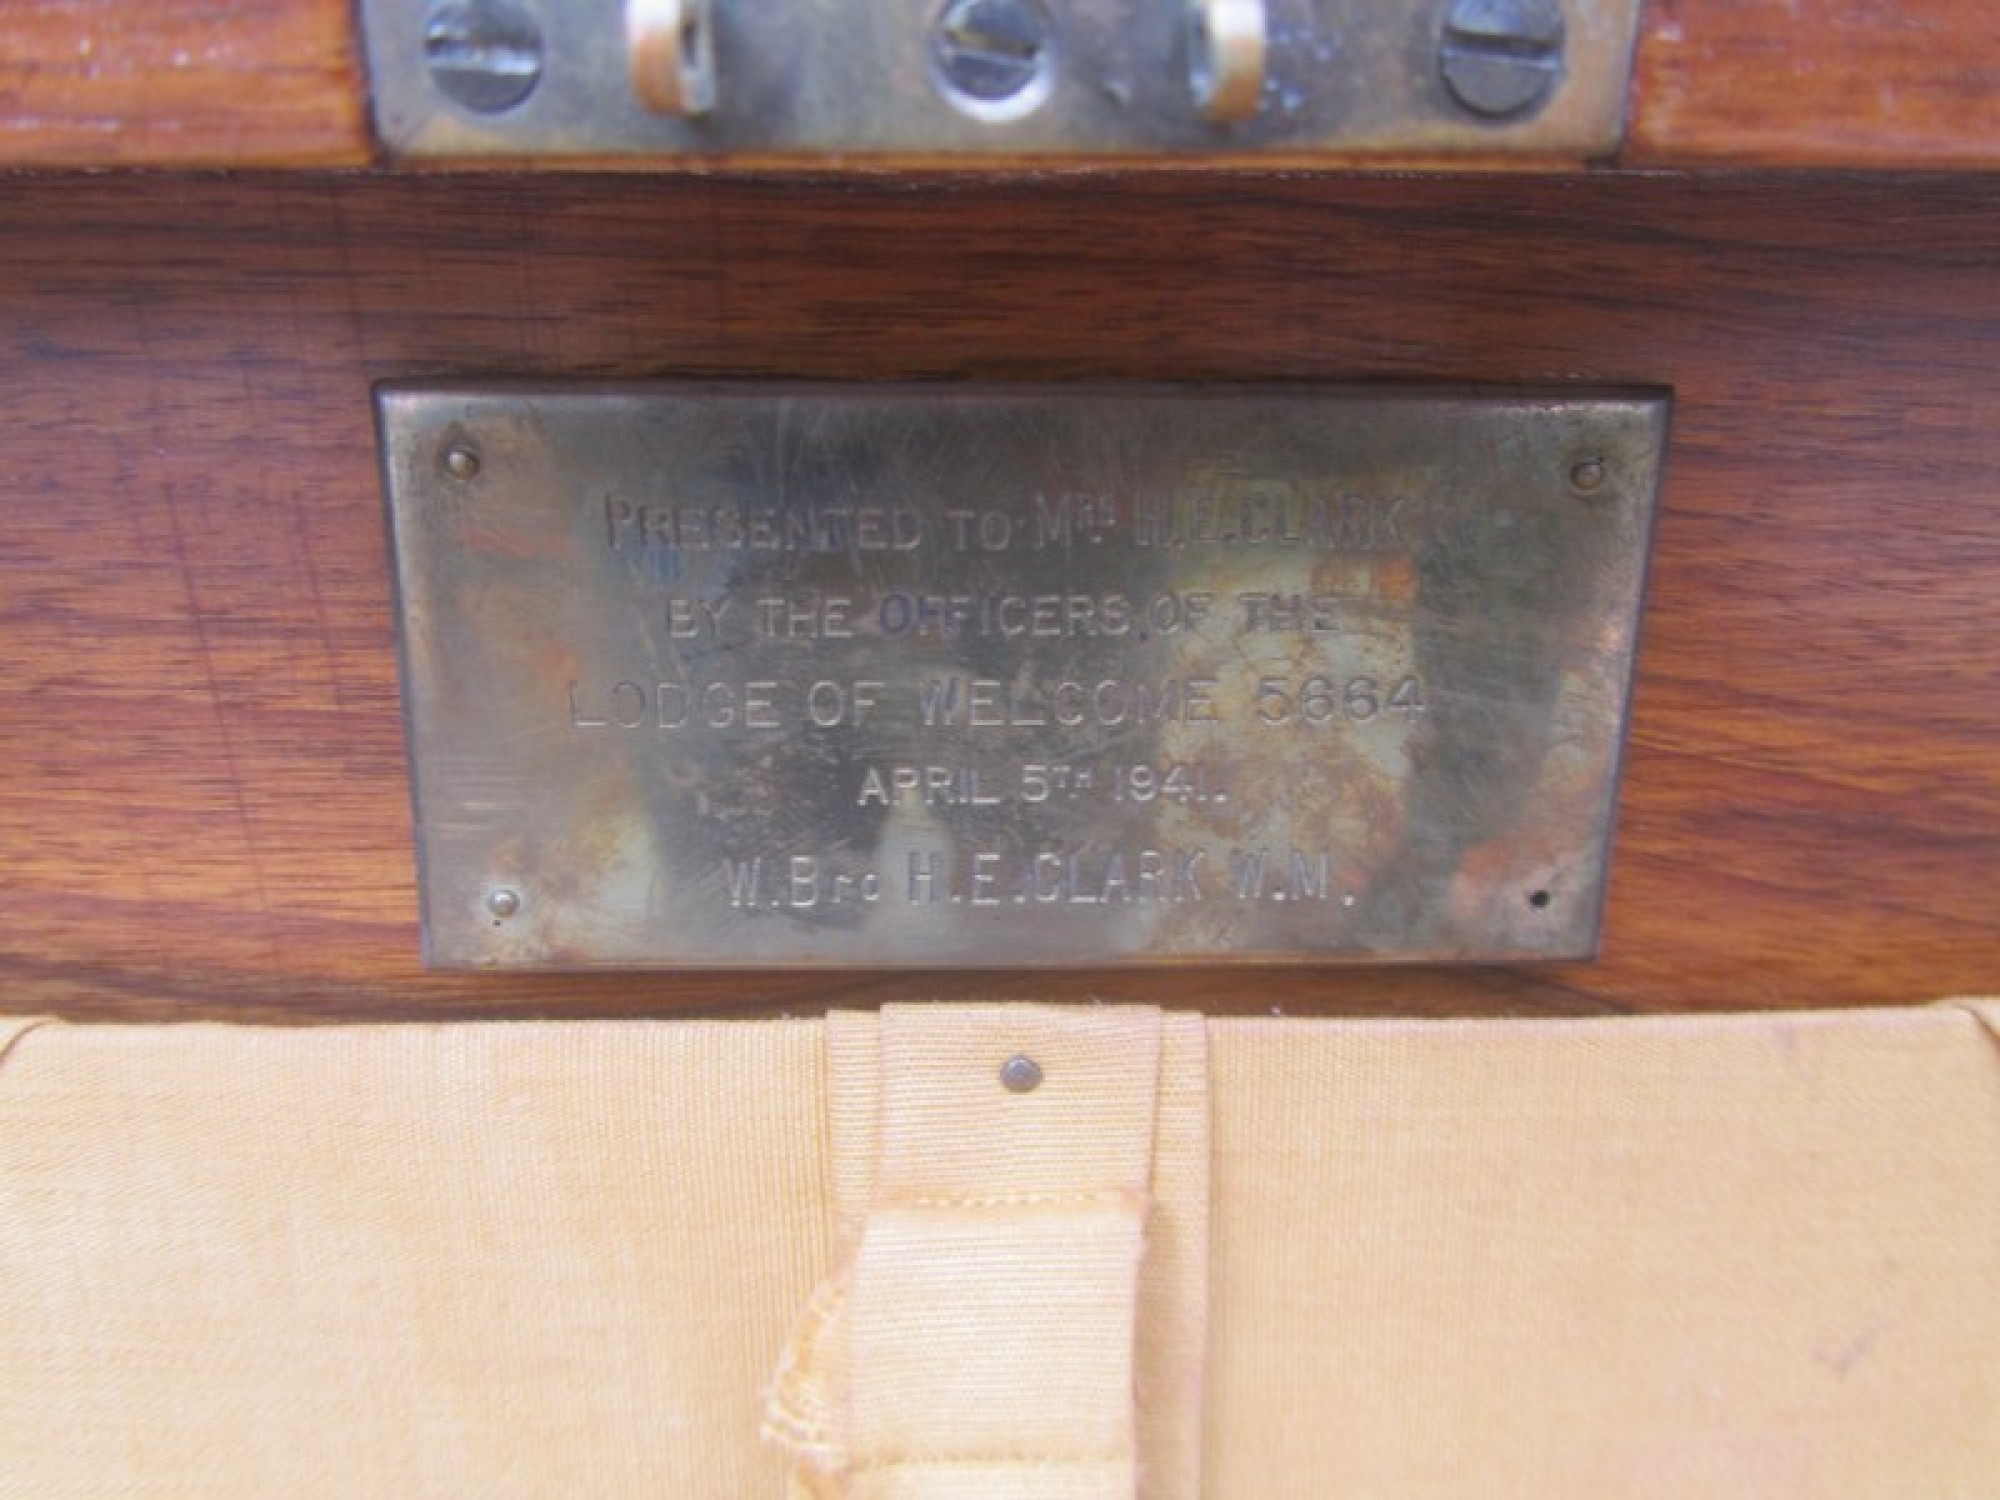 PRESENTED TO MRS H.E.CLARK
BY THE OFFICERS OF THE
LODGE OF WELCOME 5664
APRIL 5TH 1941.
W.Bro H.E.CLARK W.M.